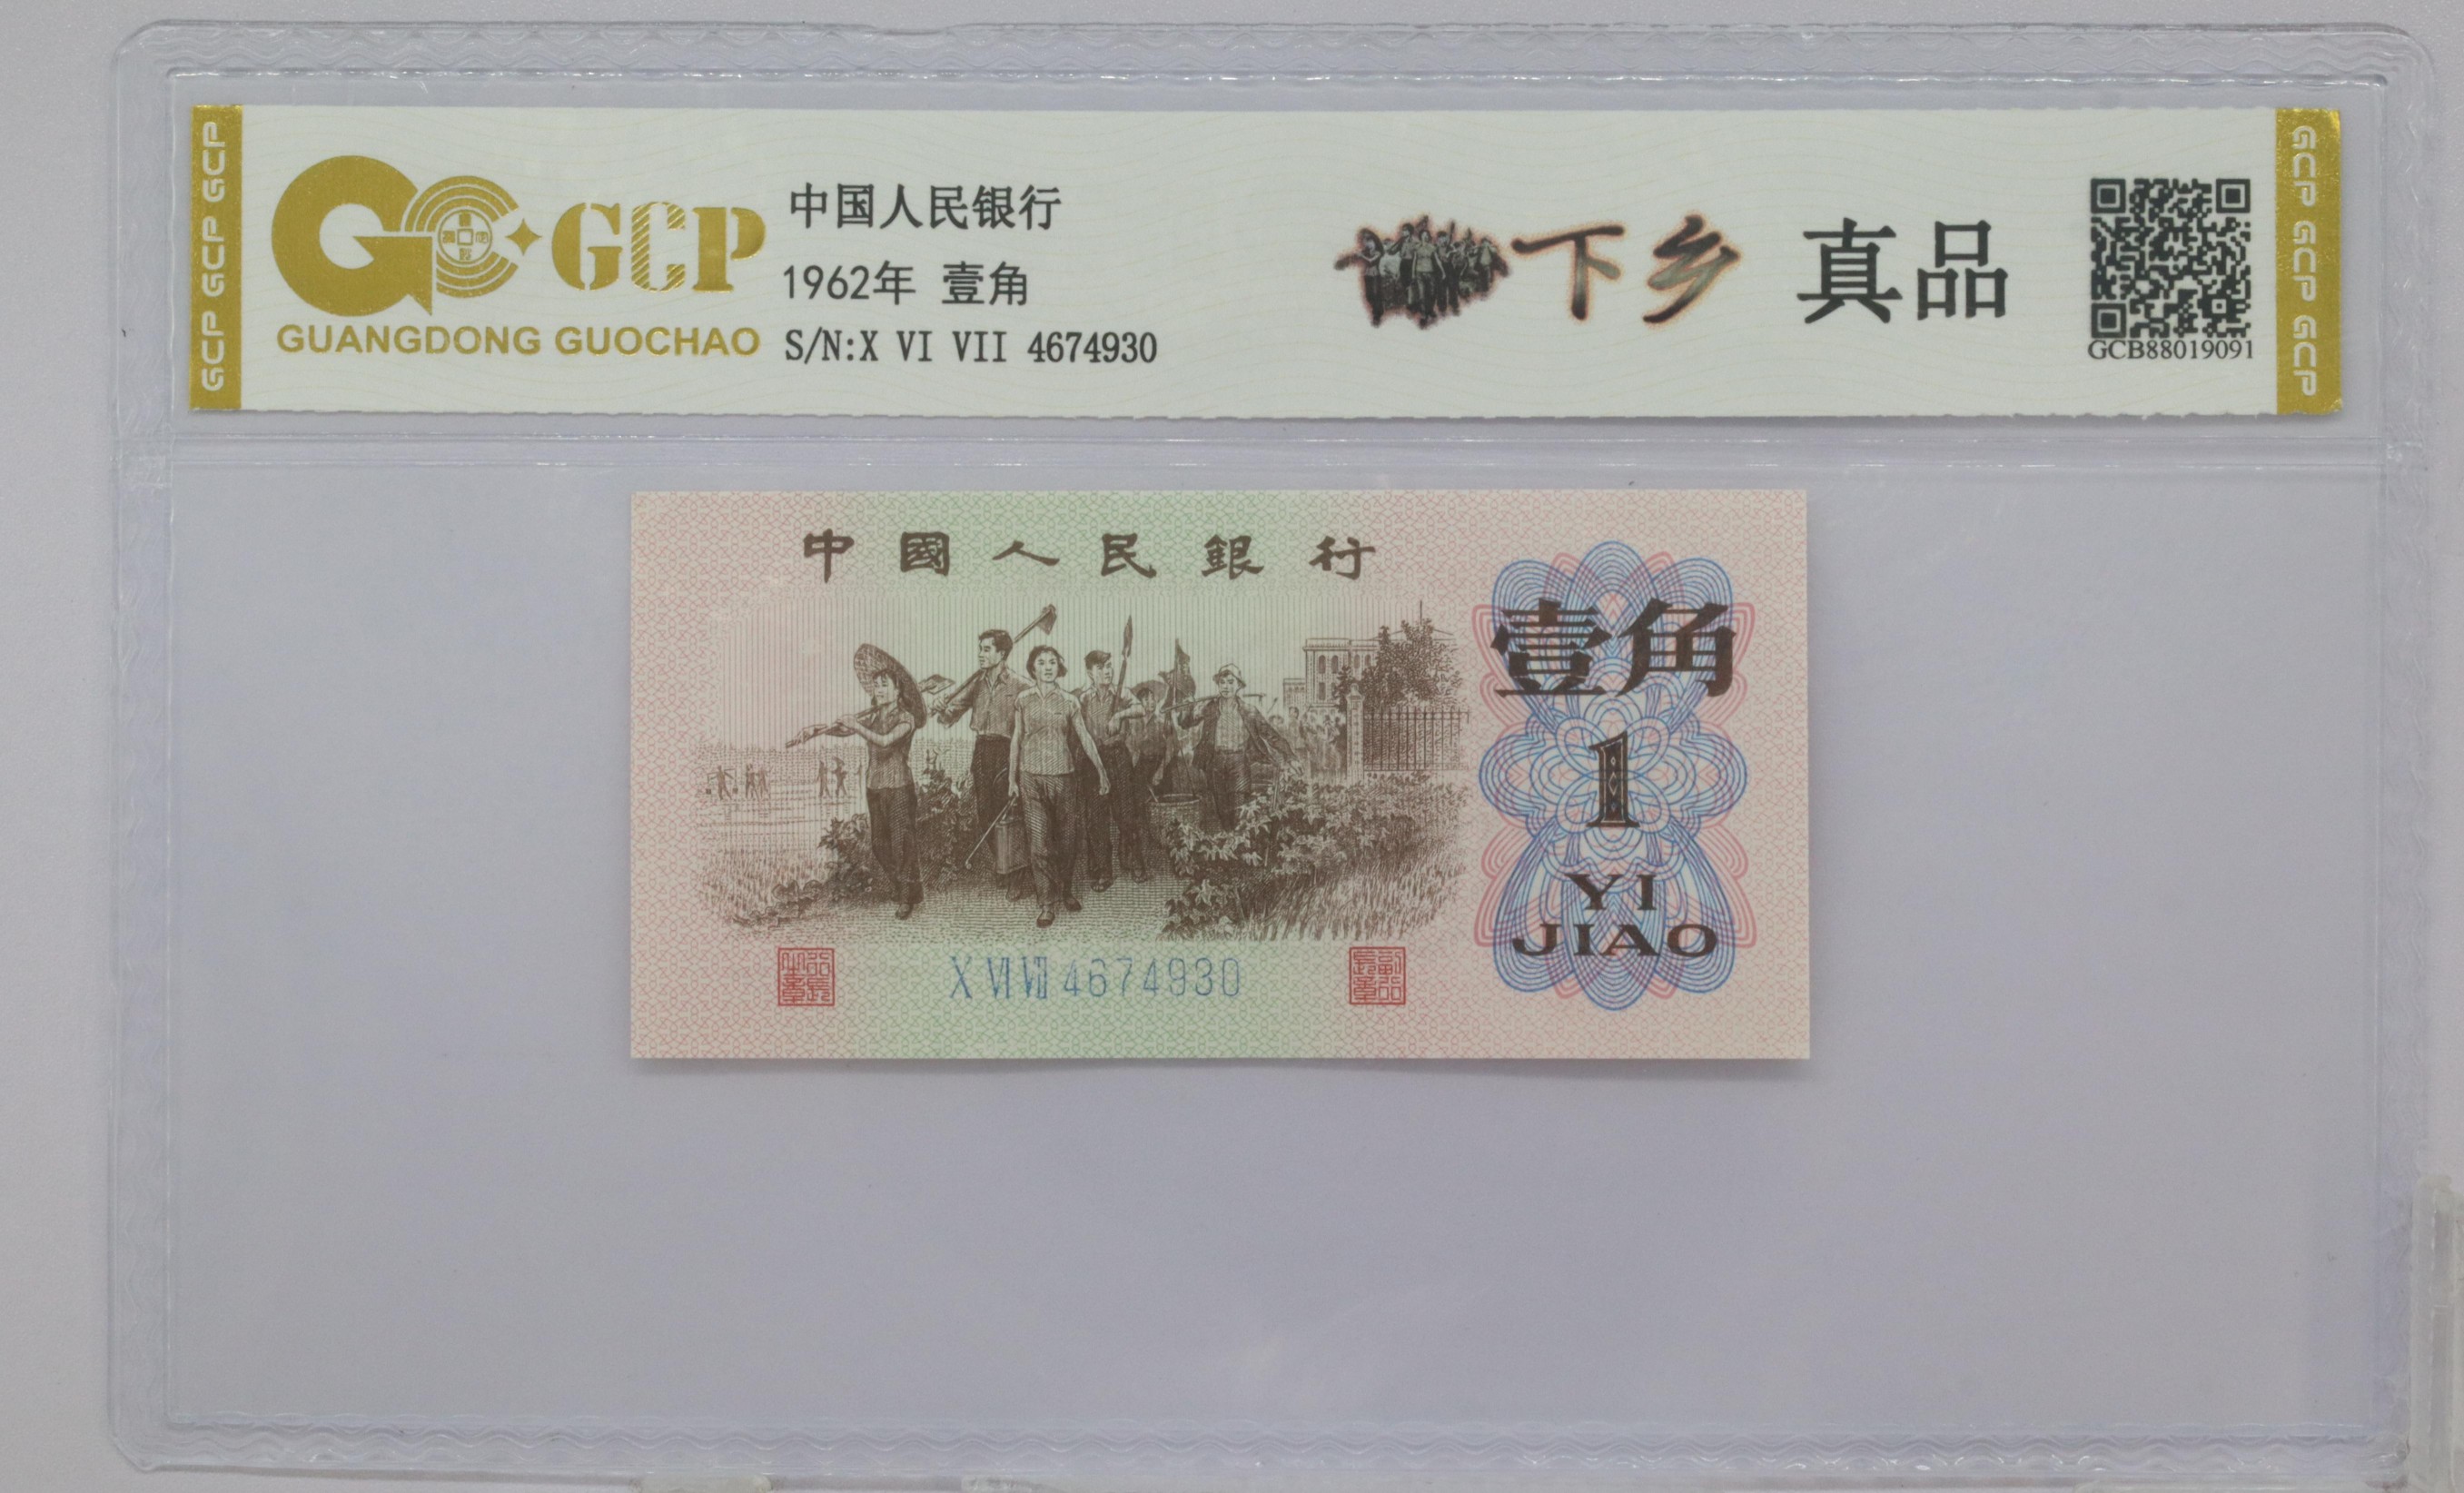 GCP GCP GCP
GCP
GUANGDONG GUOCHAO
中国人民银行
1962年 壹角
S/N:X VI VII 4674930
下乡 真品
GCB88019091
GCP GCP GCP
中國人民銀行
壹角
1
YI
JIAO
X VI VII 4674930